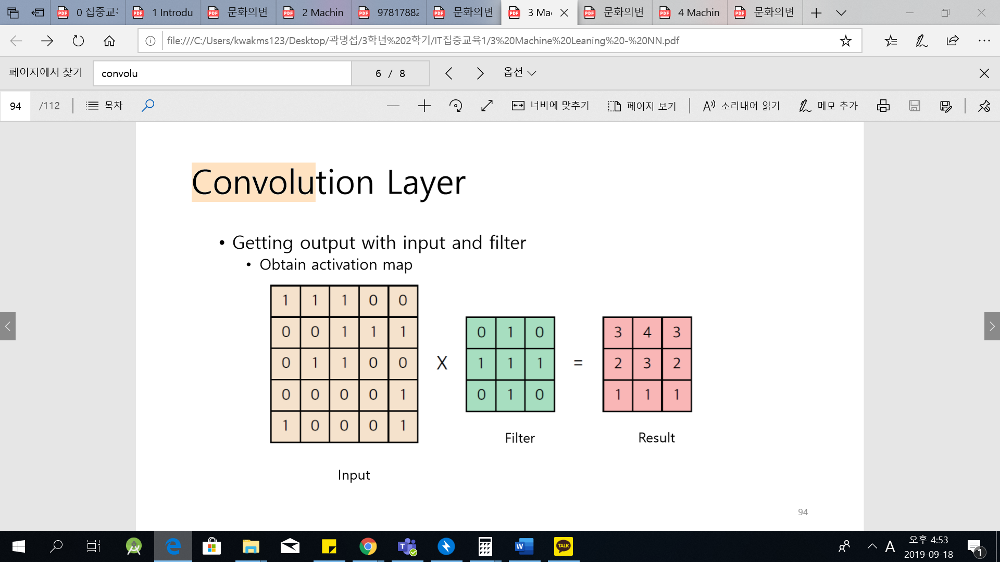 0 집중교육
1 Introdu
문화의변
2 Machin
97817882
문화의변
3 Ma
문화의변
4 Machin
문화의변
file:///C:/Users/kwakms123/Desktop/곽명섭/3학년%202학기/IT집중교육1/3%20Machine%20Leaning%20-%20NN.pdf
페이지에서 찾기
convolu
6 / 8
옵션
94 /112
목차
너비에 맞추기
페이지 보기
소리내어 읽기
메모 추가
Convolution Layer
• Getting output with input and filter
• Obtain activation map
1 1 1 0 0
0 0 1 1 1
0 1 1 0 0
0 0 0 0 1
1 0 0 0 1
Input
X
0 1 0
1 1 1
0 1 0
Filter
=
3 4 3
2 3 2
1 1 1
Result
94
TALK
A
오후 4:53
2019-09-18
1